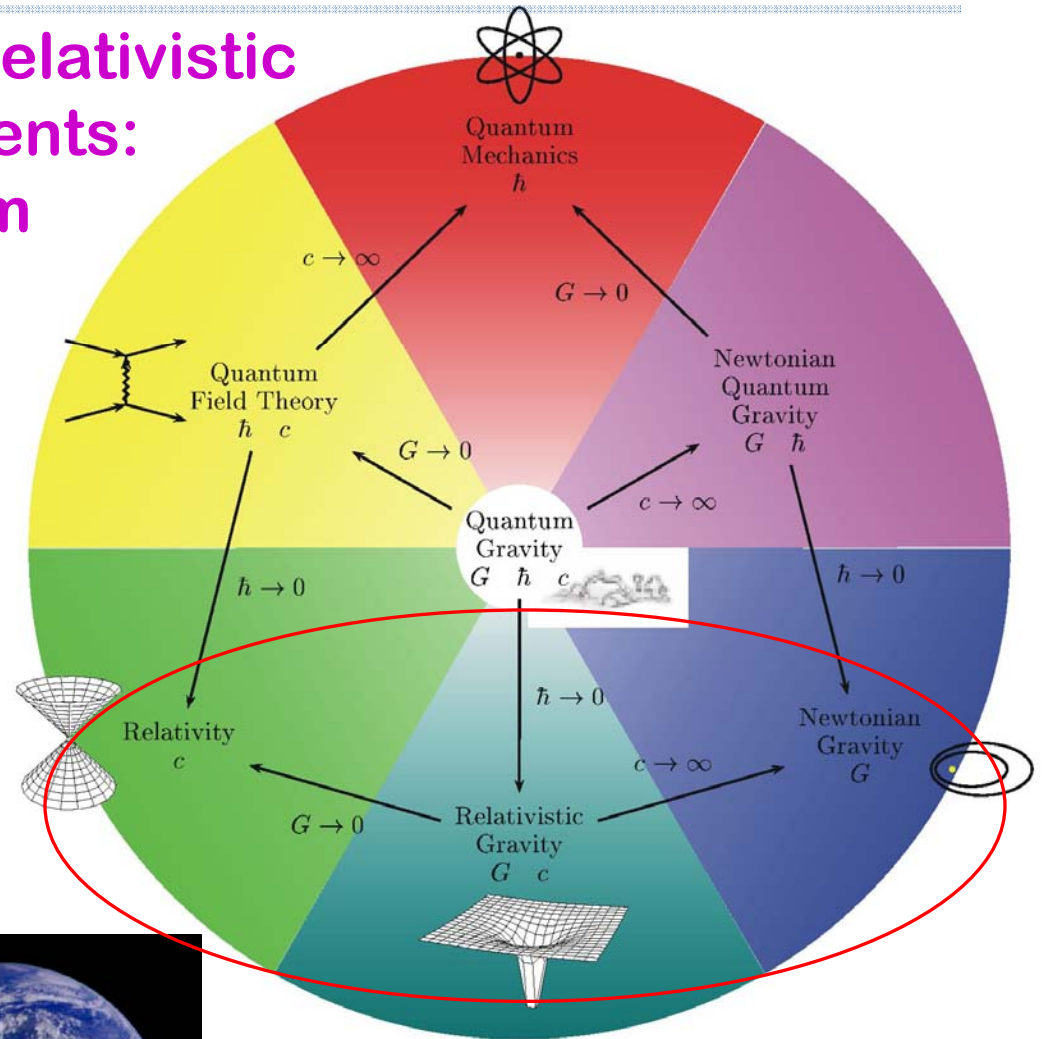 elativistic
ents:
m
Quantum
Mechanics
ħ
c → ∞
G → 0
Quantum
Field Theory
ħ c
Newtonian
Quantum
Gravity
G ħ
G → 0
c → ∞
Quantum
Gravity
G ħ c
ħ → 0
ħ → 0
ħ → 0
Relativity
c
Newtonian
Gravity
G
c → ∞
G → 0
Relativistic
Gravity
G c